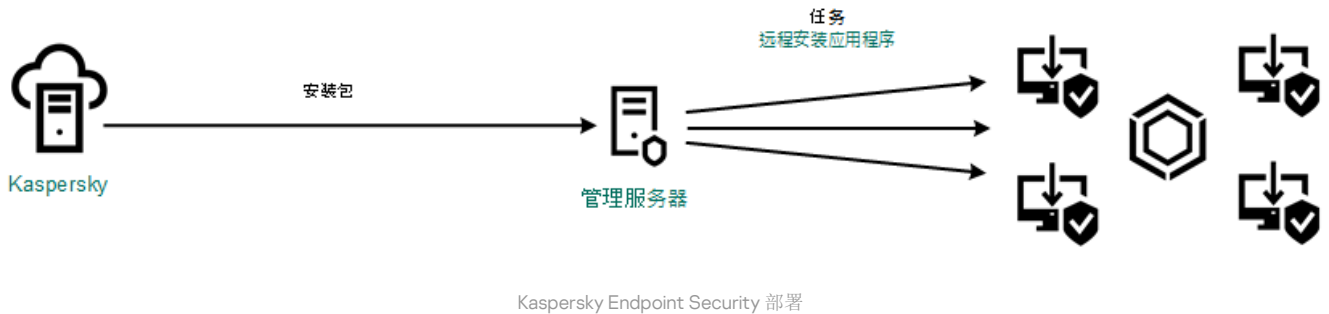 任务
远程安装应用程序
安装包
Kaspersky
管理服务器
Kaspersky Endpoint Security 部署